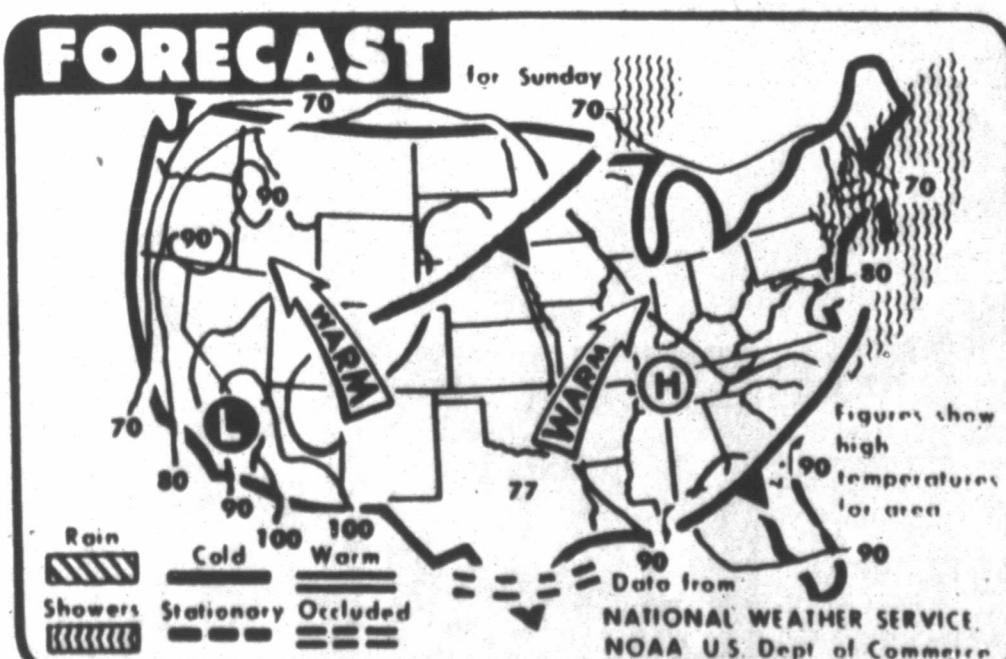 FORECAST
for Sunday
70
70
90
70
90
80
WARM
WARM
H
L
70
Figures show
high
temperatures
for area
90
80
77
90
100
100
90
90
Rain
Cold
Warm
Showers
Stationary
Occluded
Data from
NATIONAL WEATHER SERVICE,
NOAA U.S. Dept of Commerce